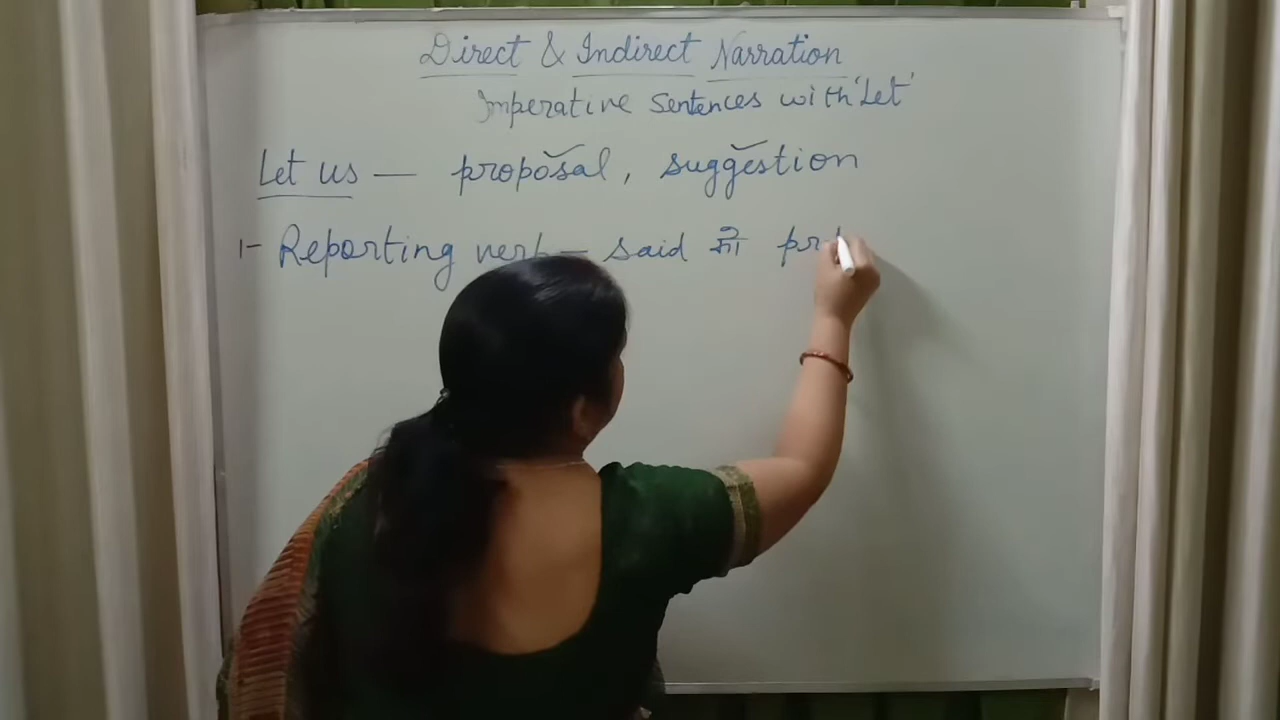 Direct & Indirect Narration
Imperative Sentences with 'Let'
Let us — proposal, suggestion
1- Reporting verb — said को